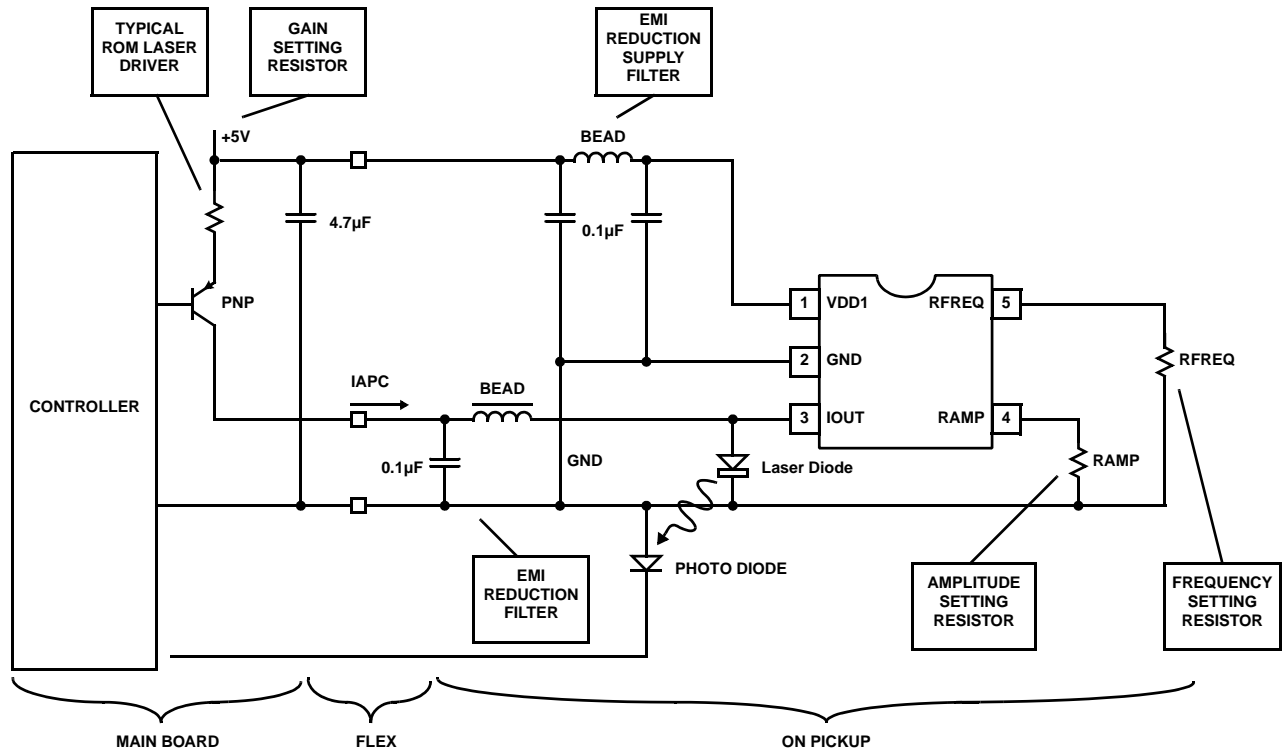 TYPICAL
ROM LASER
DRIVER
GAIN
SETTING
RESISTOR
EMI
REDUCTION
SUPPLY
FILTER
+5V
BEAD
4.7µF
0.1µF
PNP
1
VDD1
RFREQ
5
2
GND
RFREQ
CONTROLLER
IAPC
BEAD
3
IOUT
RAMP
4
0.1µF
GND
Laser Diode
RAMP
PHOTO DIODE
EMI
REDUCTION
FILTER
AMPLITUDE
SETTING
RESISTOR
FREQUENCY
SETTING
RESISTOR
MAIN BOARD
FLEX
ON PICKUP